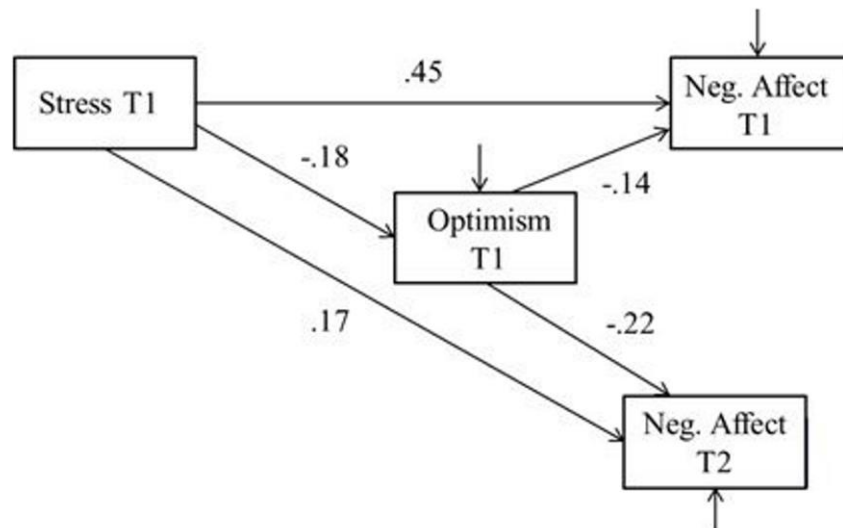 Stress T1
.45
Neg. Affect
T1
-.18
-.14
Optimism
T1
.17
-.22
Neg. Affect
T2